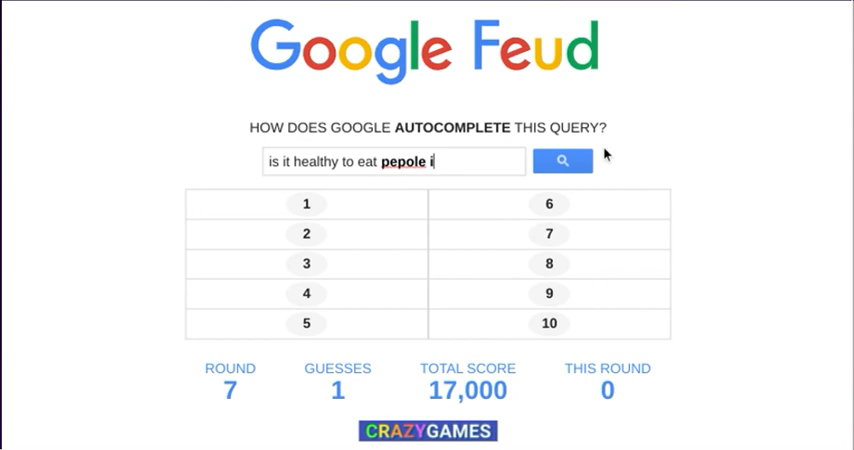 Google Feud
HOW DOES GOOGLE AUTOCOMPLETE THIS QUERY?
is it healthy to eat pepole i
1 6
2 7
3 8
4 9
5 10
ROUND GUESSES TOTAL SCORE THIS ROUND
7 1 17,000 0
CRAZYGAMES